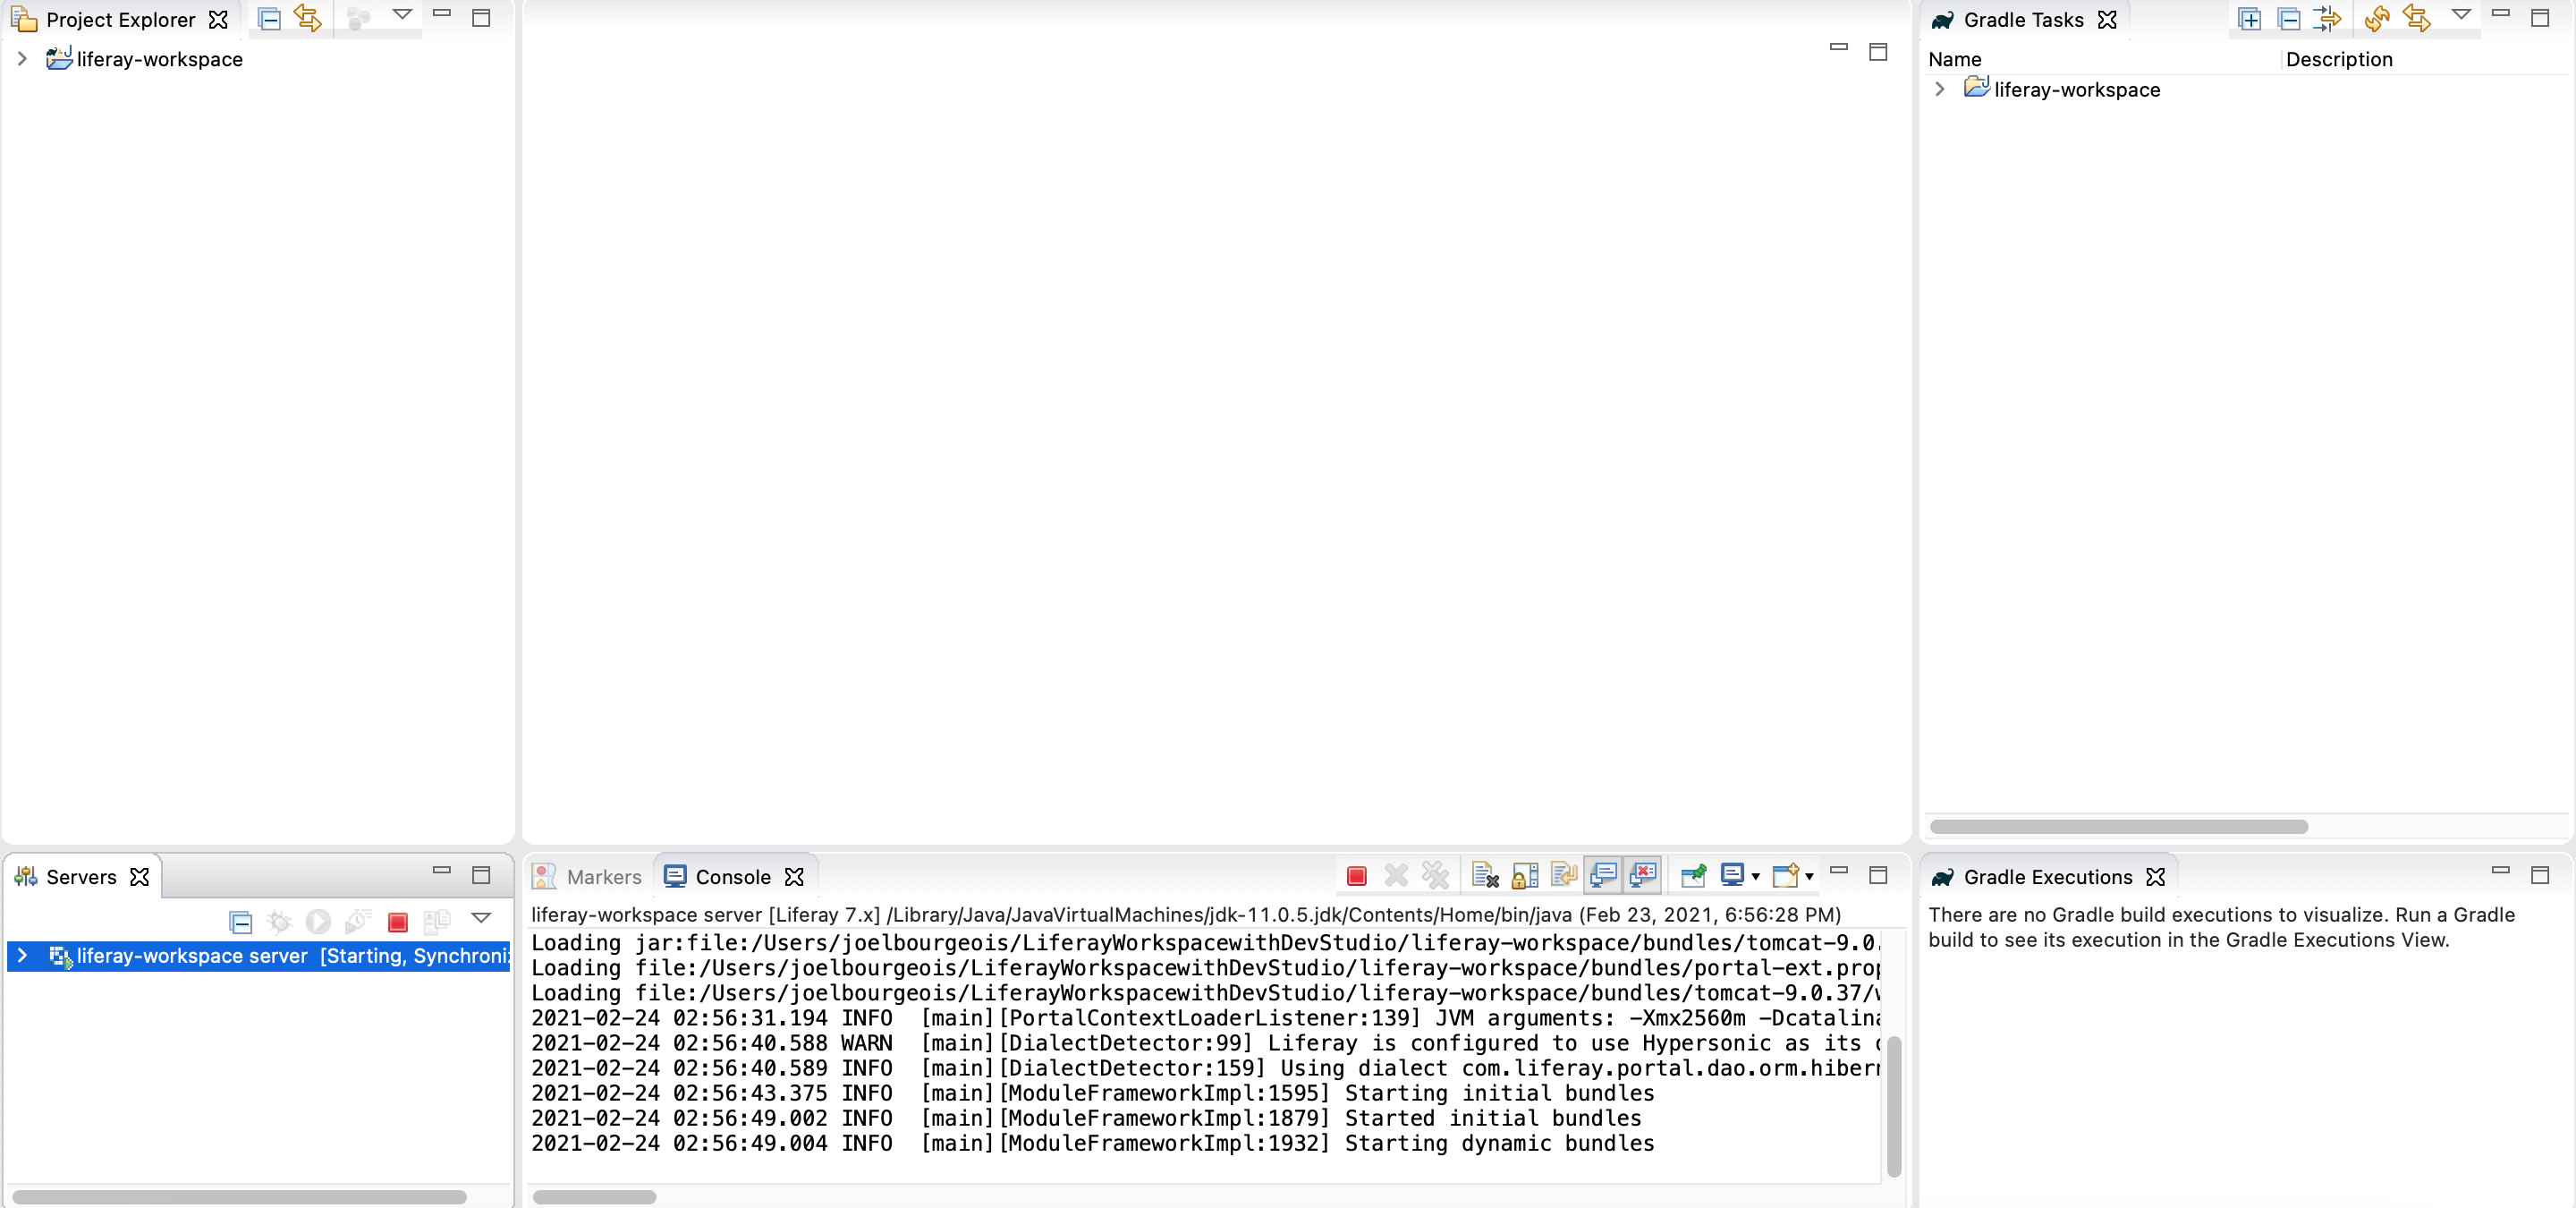 Project Explorer
liferay-workspace
Gradle Tasks
Name Description
liferay-workspace
Servers
liferay-workspace server [Starting, Synchroni
Markers Console
liferay-workspace server [Liferay 7.x] /Library/Java/JavaVirtualMachines/jdk-11.0.5.jdk/Contents/Home/bin/java (Feb 23, 2021, 6:56:28 PM)
Loading jar:file:/Users/joelbourgeois/LiferayWorkspacewithDevStudio/liferay-workspace/bundles/tomcat-9.0.
Loading file:/Users/joelbourgeois/LiferayWorkspacewithDevStudio/liferay-workspace/bundles/portal-ext.prop
Loading file:/Users/joelbourgeois/LiferayWorkspacewithDevStudio/liferay-workspace/bundles/tomcat-9.0.37/w
2021-02-24 02:56:31.194 INFO [main][PortalContextLoaderListener:139] JVM arguments: -Xmx2560m -Dcatalina
2021-02-24 02:56:40.588 WARN [main][DialectDetector:99] Liferay is configured to use Hypersonic as its
2021-02-24 02:56:40.589 INFO [main][DialectDetector:159] Using dialect com.liferay.portal.dao.orm.hibern
2021-02-24 02:56:43.375 INFO [main][ModuleFrameworkImpl:1595] Starting initial bundles
2021-02-24 02:56:49.002 INFO [main][ModuleFrameworkImpl:1879] Started initial bundles
2021-02-24 02:56:49.004 INFO [main][ModuleFrameworkImpl:1932] Starting dynamic bundles
Gradle Executions
There are no Gradle build executions to visualize. Run a Gradle
build to see its execution in the Gradle Executions View.